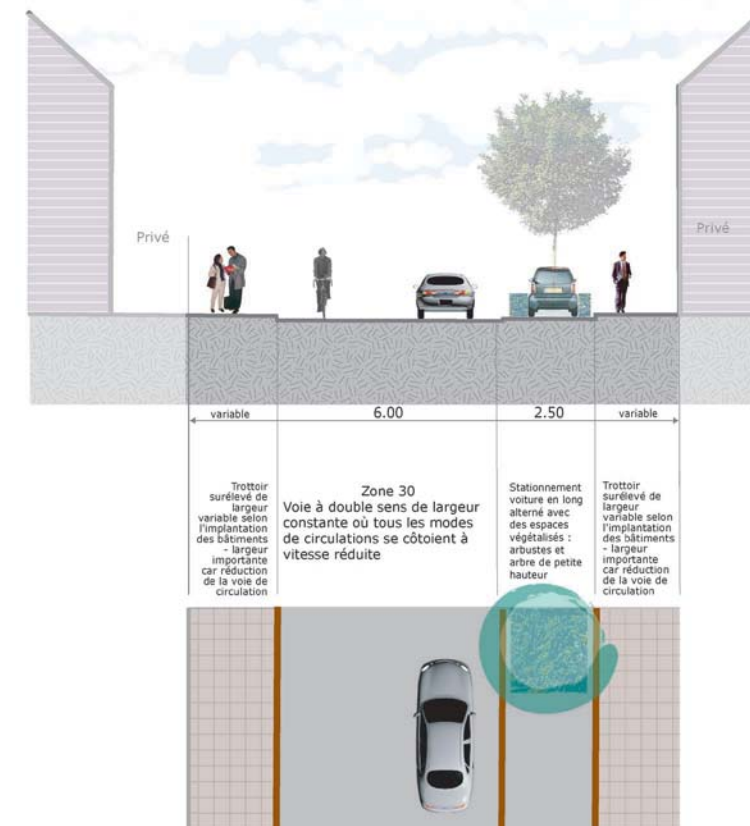 Privé
Privé
variable
6.00
2.50
variable
Trottoir
surélevé de
largeur
variable selon
l'implantation
des bâtiments
- largeur
importante
car réduction
de la voie de
circulation
Zone 30
Voie à double sens de largeur
constante où tous les modes
de circulations se côtoient à
vitesse réduite
Stationnement
voiture en long
alterné avec
des espaces
végétalisés :
arbustes et
arbre de petite
hauteur
Trottoir
surélevé de
largeur
variable selon
l'implantation
des bâtiments
- largeur
importante
car réduction
de la voie de
circulation